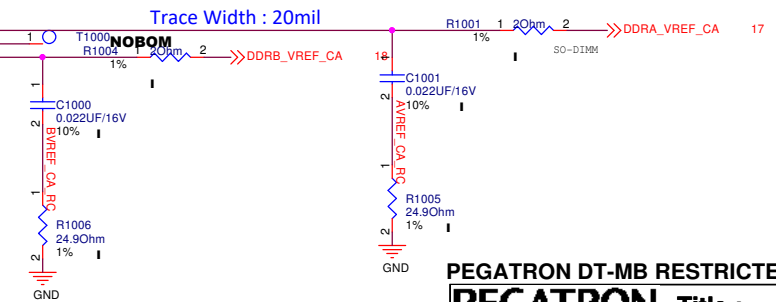 Trace Width : 20mil
R1001 1 2Ohm 2 DDRA_VREF_CA 17
1%
SO-DIMM
1 T1000 NOBOM
R1004 1 2Ohm 2 DDRB_VREF_CA 18
1%
1
C1000
0.022UF/16V
10%
2
BVREF_CA_RC
1
R1006
24.9Ohm
1%
2
GND
1
C1001
0.022UF/16V
10%
2
AVREF_CA_RC
1
R1005
24.9Ohm
1%
2
GND
PEGATRON DT-MB RESTRICTE
PEGATRON Title :